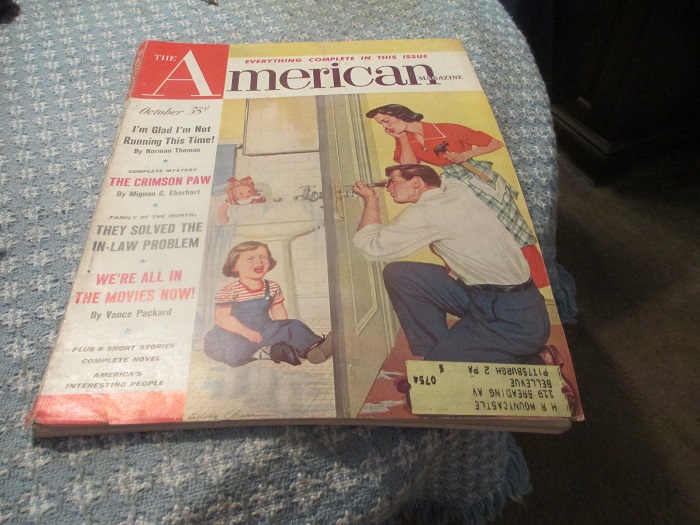 THE American MAGAZINE
EVERYTHING COMPLETE IN THIS ISSUE
October 35¢
I'm Glad I'm Not
Running This Time!
By Norman Thomas
COMPLETE MYSTERY
THE CRIMSON PAW
By Mignon G. Eberhart
FAMILY OF THE MONTH:
THEY SOLVED THE
IN-LAW PROBLEM
WE'RE ALL IN
THE MOVIES NOW!
By Vance Packard
PLUS 6 SHORT STORIES
COMPLETE NOVEL
AMERICA'S
INTERESTING PEOPLE
H R MOUNTCASTLE
129 BREADING AV
BELLEVUE
PITTSBURGH 2 PA
0754
$